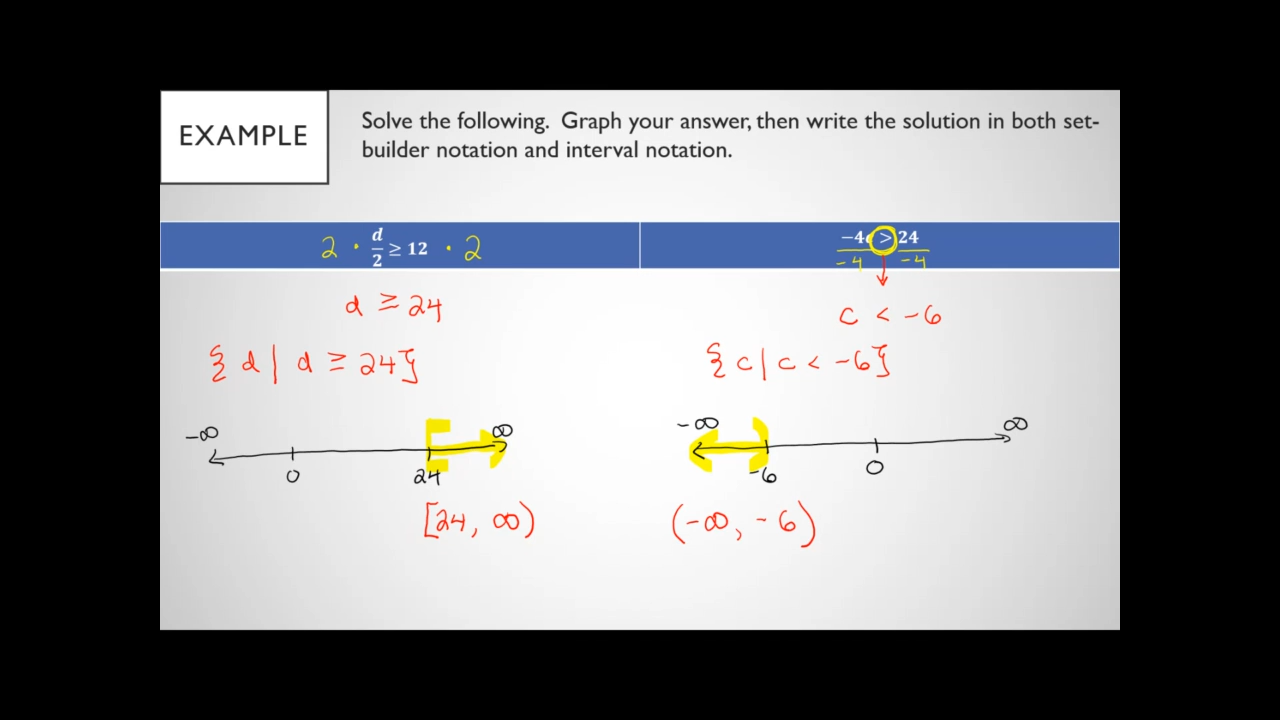 EXAMPLE
Solve the following. Graph your answer, then write the solution in both set-
builder notation and interval notation.
2 · d/2 ≥ 12 · 2
d ≥ 24
{ d | d ≥ 24}
-∞ ∞
0 24
[24, ∞)
-4c > 24
-4 -4
c < -6
{ c | c < -6}
-∞ ∞
-6 0
(-∞, -6)